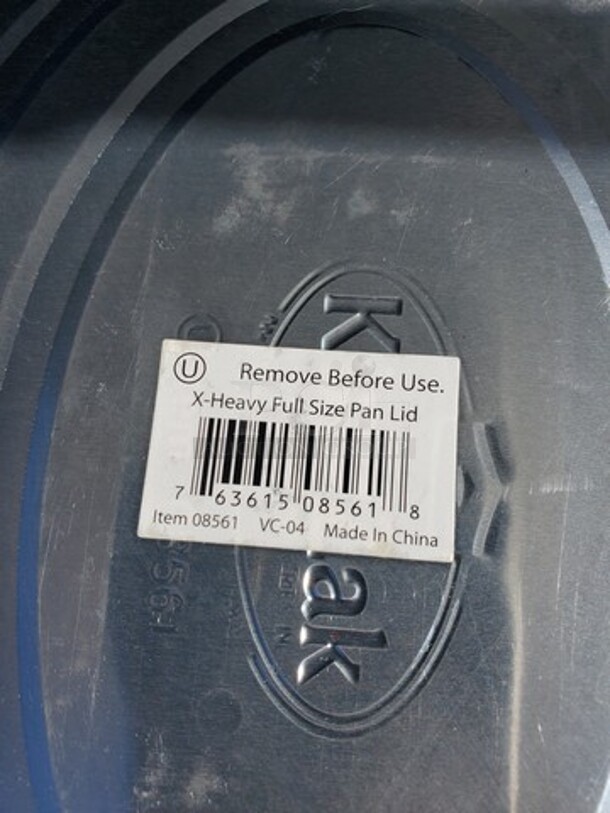 U Remove Before Use.
X-Heavy Full Size Pan Lid
7 63615 08561 8
Item 08561 VC-04 Made In China